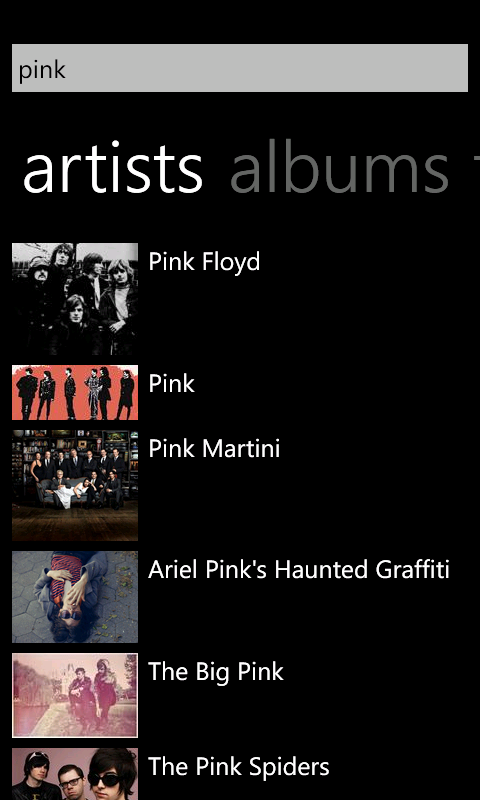 pink
artists albums
Pink Floyd
Pink
Pink Martini
Ariel Pink's Haunted Graffiti
The Big Pink
The Pink Spiders